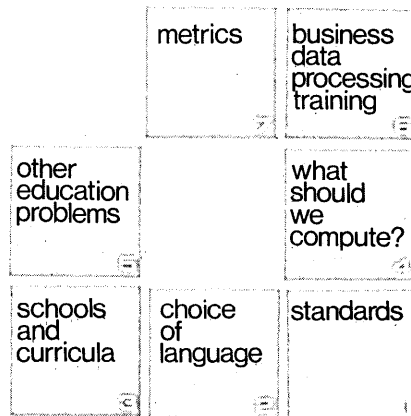 metrics
business
data
processing
training
other
education
problems
what
should
we
compute?
schools
and
curricula
choice
of
language
standards